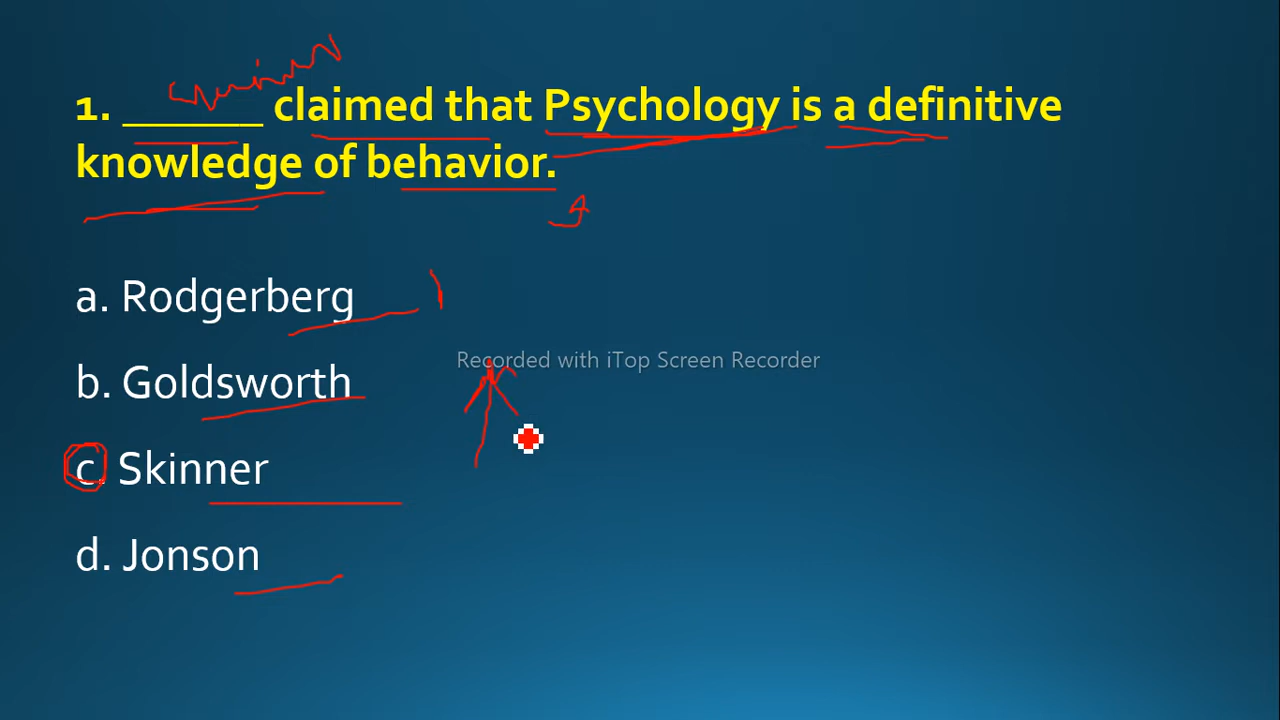 1. ______ claimed that Psychology is a definitive
knowledge of behavior.
a. Rodgerberg
Recorded with iTop Screen Recorder
b. Goldsworth
c. Skinner
d. Jonson